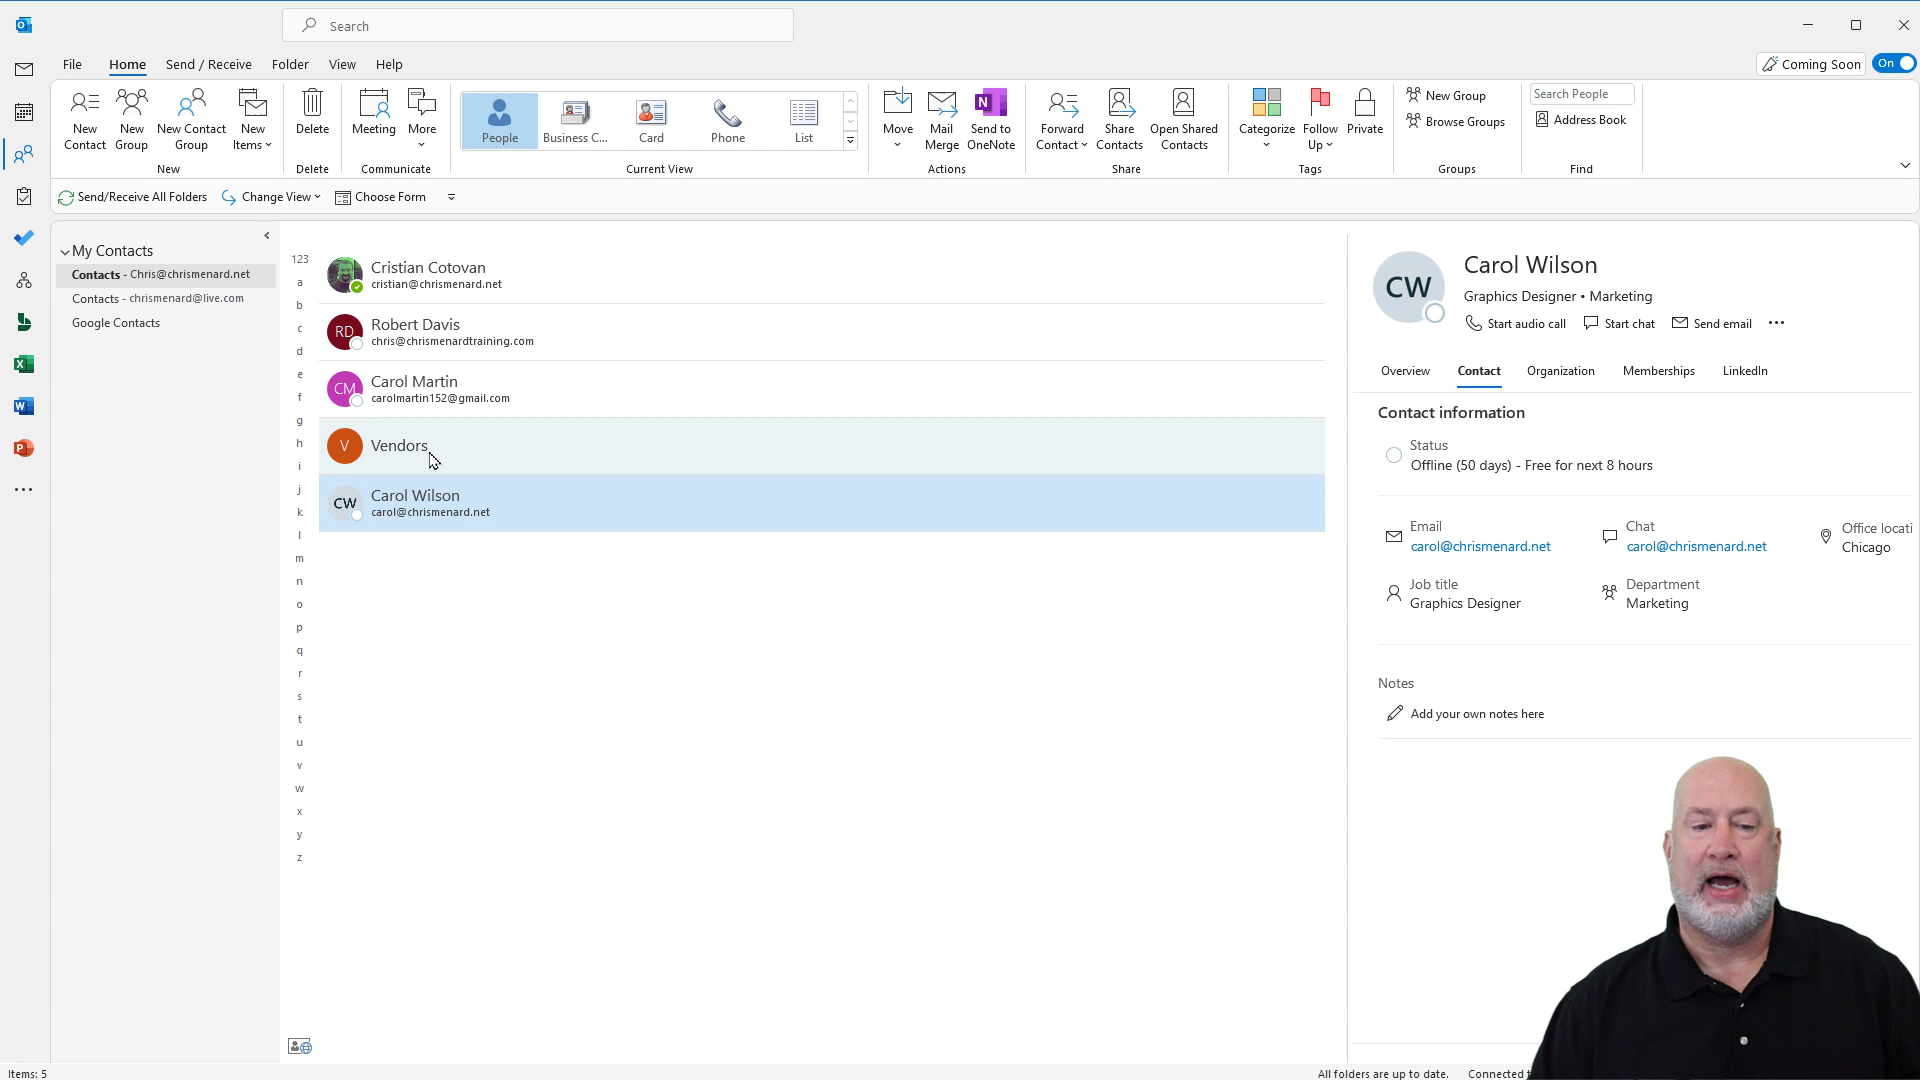 Search
File Home Send / Receive Folder View Help
Coming Soon On
New Contact
New Group
New Contact Group
New Items
New
Delete
Delete
Meeting
More
Communicate
People
Business C...
Card
Phone
List
Current View
Move
Mail Merge
Send to OneNote
Actions
Forward Contact
Share Contacts
Open Shared Contacts
Share
Categorize
Follow Up
Private
Tags
New Group
Browse Groups
Groups
Search People
Address Book
Find
Send/Receive All Folders Change View Choose Form
My Contacts
Contacts - Chris@chrismenard.net
Contacts - chrismenard@live.com
Google Contacts
123
a
b
c
d
e
f
g
h
i
j
k
l
m
n
o
p
q
r
s
t
u
v
w
x
y
z
Cristian Cotovan
cristian@chrismenard.net
RD
Robert Davis
chris@chrismenardtraining.com
CM
Carol Martin
carolmartin152@gmail.com
V
Vendors
CW
Carol Wilson
carol@chrismenard.net
CW
Carol Wilson
Graphics Designer • Marketing
Start audio call Start chat Send email
Overview Contact Organization Memberships LinkedIn
Contact information
Status
Offline (50 days) - Free for next 8 hours
Email
carol@chrismenard.net
Chat
carol@chrismenard.net
Office locati
Chicago
Job title
Graphics Designer
Department
Marketing
Notes
Add your own notes here
Items: 5
All folders are up to date. Connected